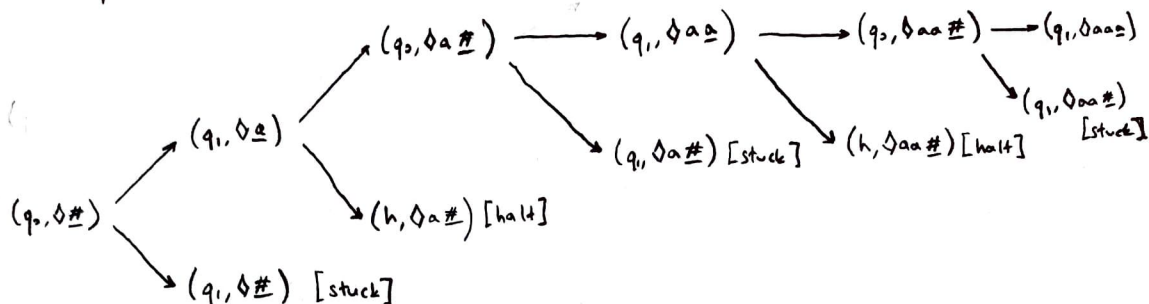 (q₀, ◊a#) → (q₁, ◊aa) → (q₀, ◊aa#) → (q₁, ◊aaa)
(q₁, ◊aa#)
[stuck]
(q₁, ◊a)
(q₁, ◊a#) [stuck]
(h, ◊aa#) [halt]
(q₀, ◊#)
(h, ◊a#) [halt]
(q₁, ◊#) [stuck]